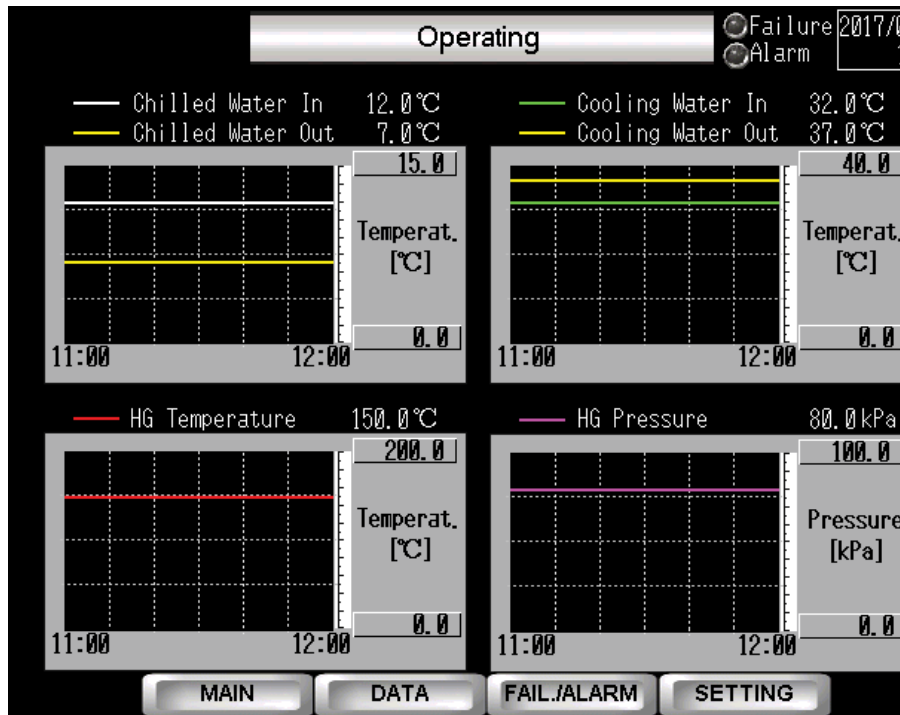 Operating
Failure 2017/0
Alarm
Chilled Water In 12.0℃
Chilled Water Out 7.0℃
15.0
Temperat.
[℃]
0.0
11:00 12:00
Cooling Water In 32.0℃
Cooling Water Out 37.0℃
40.0
Temperat.
[℃]
0.0
11:00 12:00
HG Temperature 150.0℃
200.0
Temperat.
[℃]
0.0
11:00 12:00
HG Pressure 80.0kPa
100.0
Pressure
[kPa]
0.0
11:00 12:00
MAIN DATA FAIL./ALARM SETTING